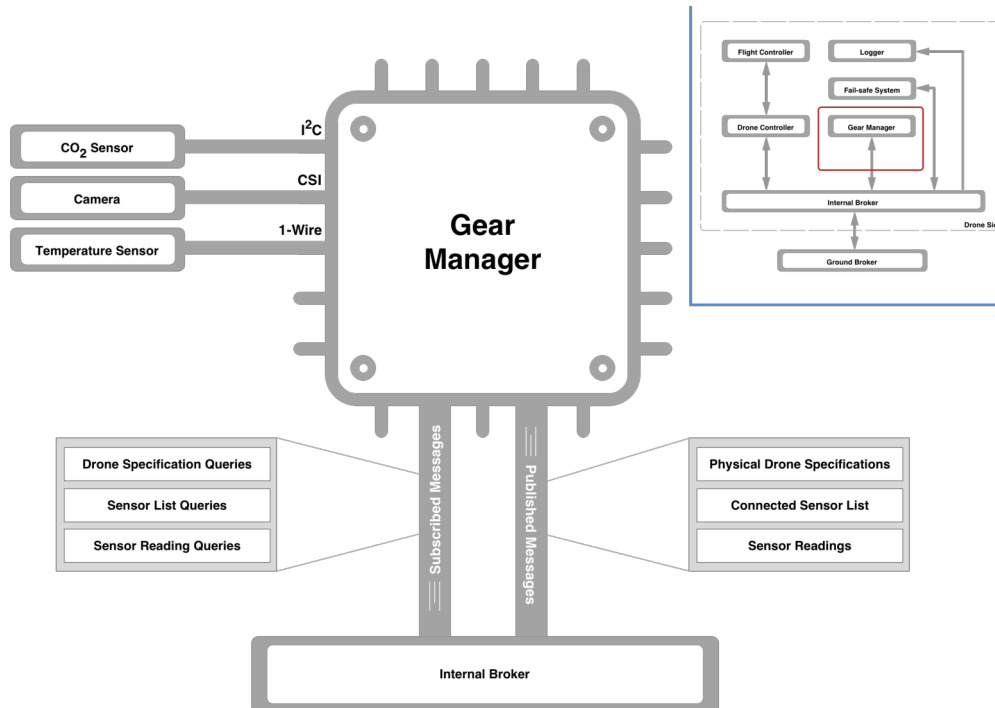 Flight Controller
Logger
Fail-safe System
Drone Controller
Gear Manager
Internal Broker
Drone Si
Ground Broker
I²C
CO₂ Sensor
CSI
Camera
1-Wire
Temperature Sensor
Gear
Manager
Drone Specification Queries
Sensor List Queries
Sensor Reading Queries
Subscribed Messages
Published Messages
Physical Drone Specifications
Connected Sensor List
Sensor Readings
Internal Broker